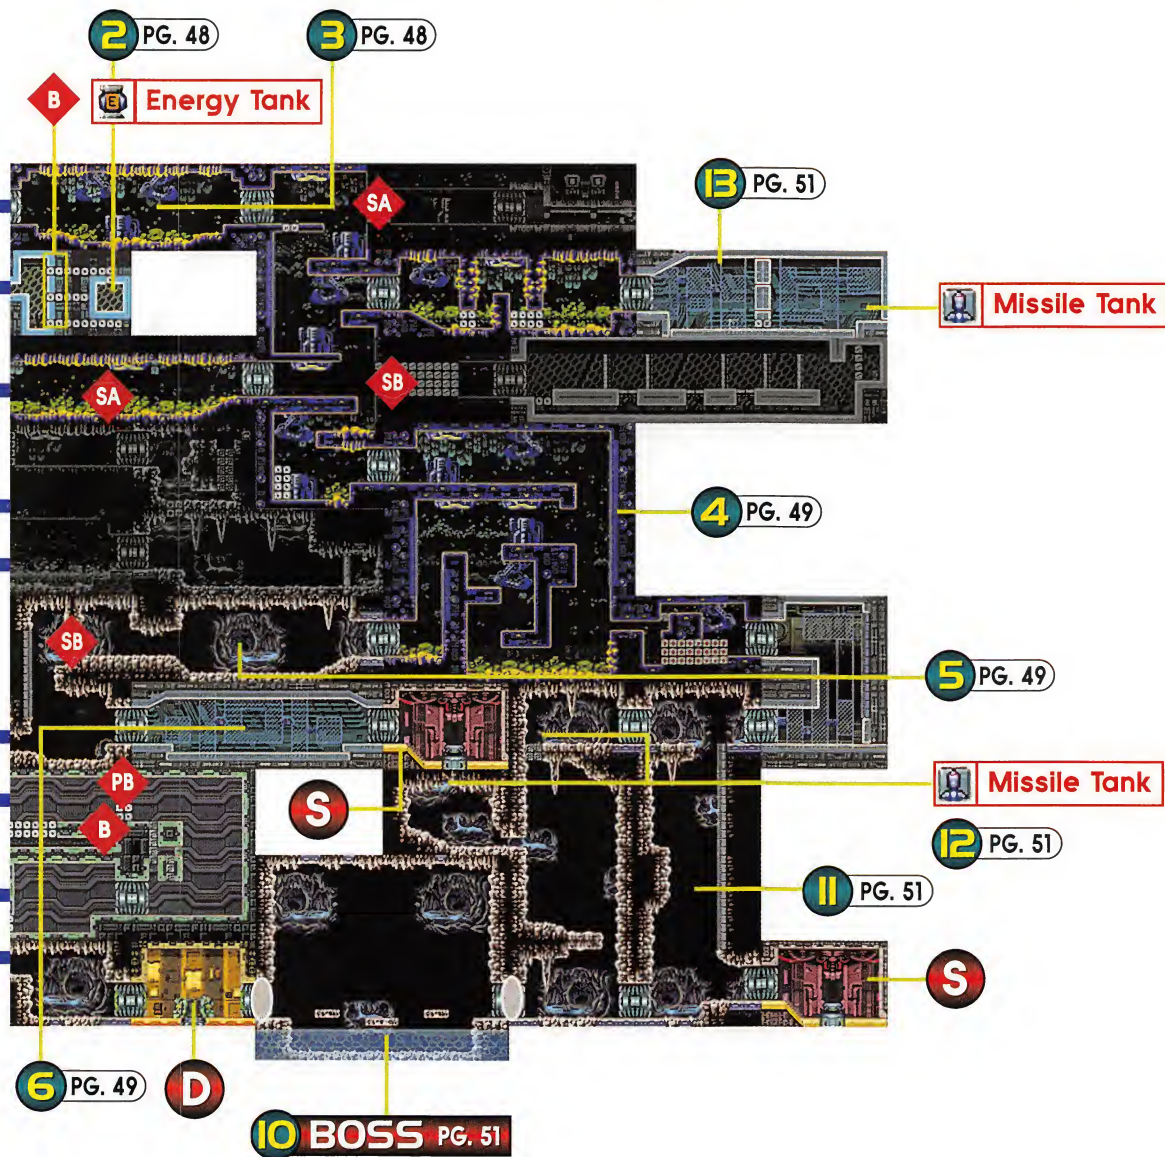 2 PG. 48
3 PG. 48
B
E Energy Tank
SA
13 PG. 51
Missile Tank
SA
SB
4 PG. 49
SB
5 PG. 49
PB
S
Missile Tank
B
12 PG. 51
11 PG. 51
S
6 PG. 49
D
10 BOSS PG. 51